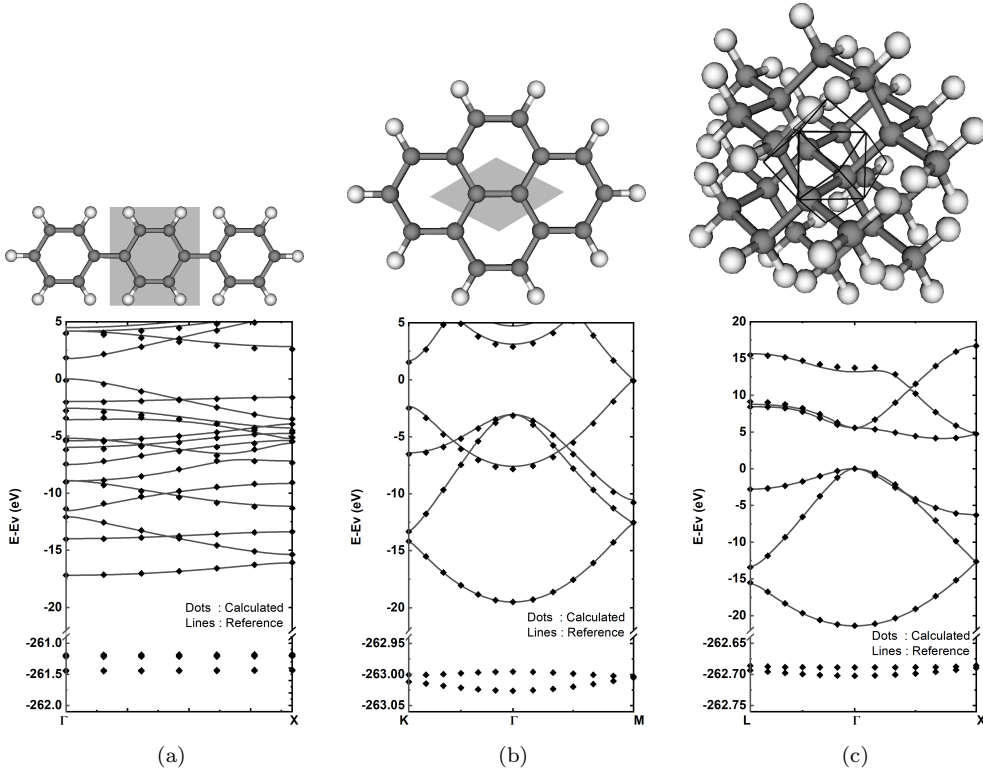 5
0
-5
-10
-15
-20
-261.0
-261.5
-262.0
E-Ev (eV)
Dots : Calculated
Lines : Reference
Γ
X
(a)
5
0
-5
-10
-15
-20
-262.95
-263.00
-263.05
E-Ev (eV)
Dots : Calculated
Lines : Reference
K
Γ
M
(b)
20
15
10
5
0
-5
-10
-15
-20
-262.65
-262.70
-262.75
E-Ev (eV)
Dots : Calculated
Lines : Reference
L
Γ
X
(c)